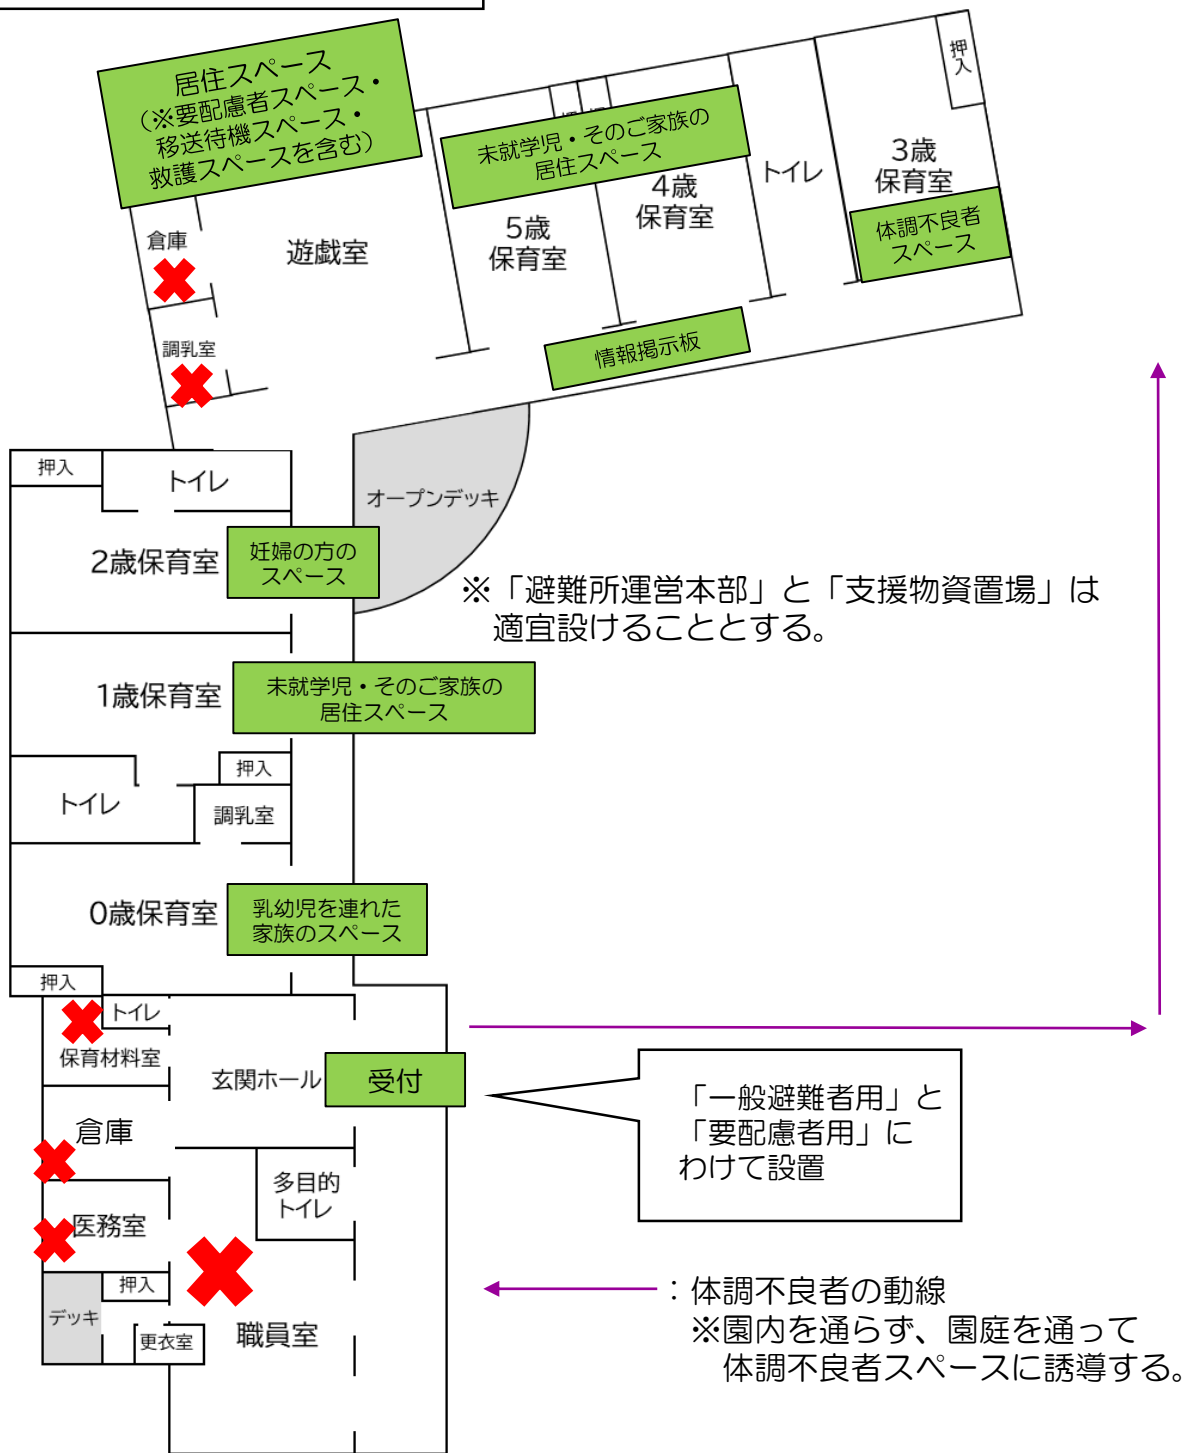 居住スペース
（※要配慮者スペース・
移送待機スペース・
救護スペースを含む）
未就学児・そのご家族の
居住スペース
押入
3歳
保育室
トイレ
4歳
保育室
体調不良者
スペース
5歳
保育室
遊戯室
倉庫
調乳室
情報掲示板
押入
トイレ
オープンデッキ
2歳保育室
妊婦の方の
スペース
※「避難所運営本部」と「支援物資置場」は
適宜設けることとする。
1歳保育室
未就学児・そのご家族の
居住スペース
押入
トイレ
調乳室
0歳保育室
乳幼児を連れた
家族のスペース
押入
トイレ
保育材料室
玄関ホール
受付
「一般避難者用」と
「要配慮者用」に
わけて設置
倉庫
多目的
トイレ
医務室
押入
デッキ
更衣室
職員室
：体調不良者の動線
※園内を通らず、園庭を通って
体調不良者スペースに誘導する。